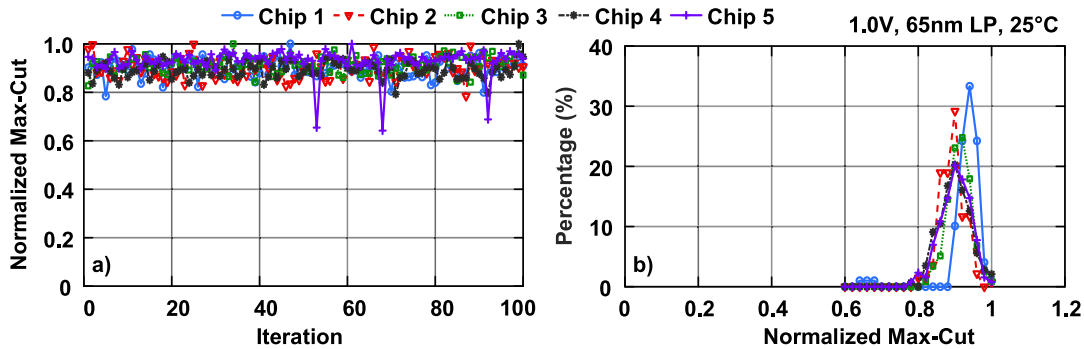 Chip 1 Chip 2 Chip 3 Chip 4 Chip 5
1.0V, 65nm LP, 25°C
Normalized Max-Cut
1.0
0.8
0.6
0.4
0.2
0
a)
0 20 40 60 80 100
Iteration
Percentage (%)
40
30
20
10
0
b)
0 0.2 0.4 0.6 0.8 1.0 1.2
Normalized Max-Cut